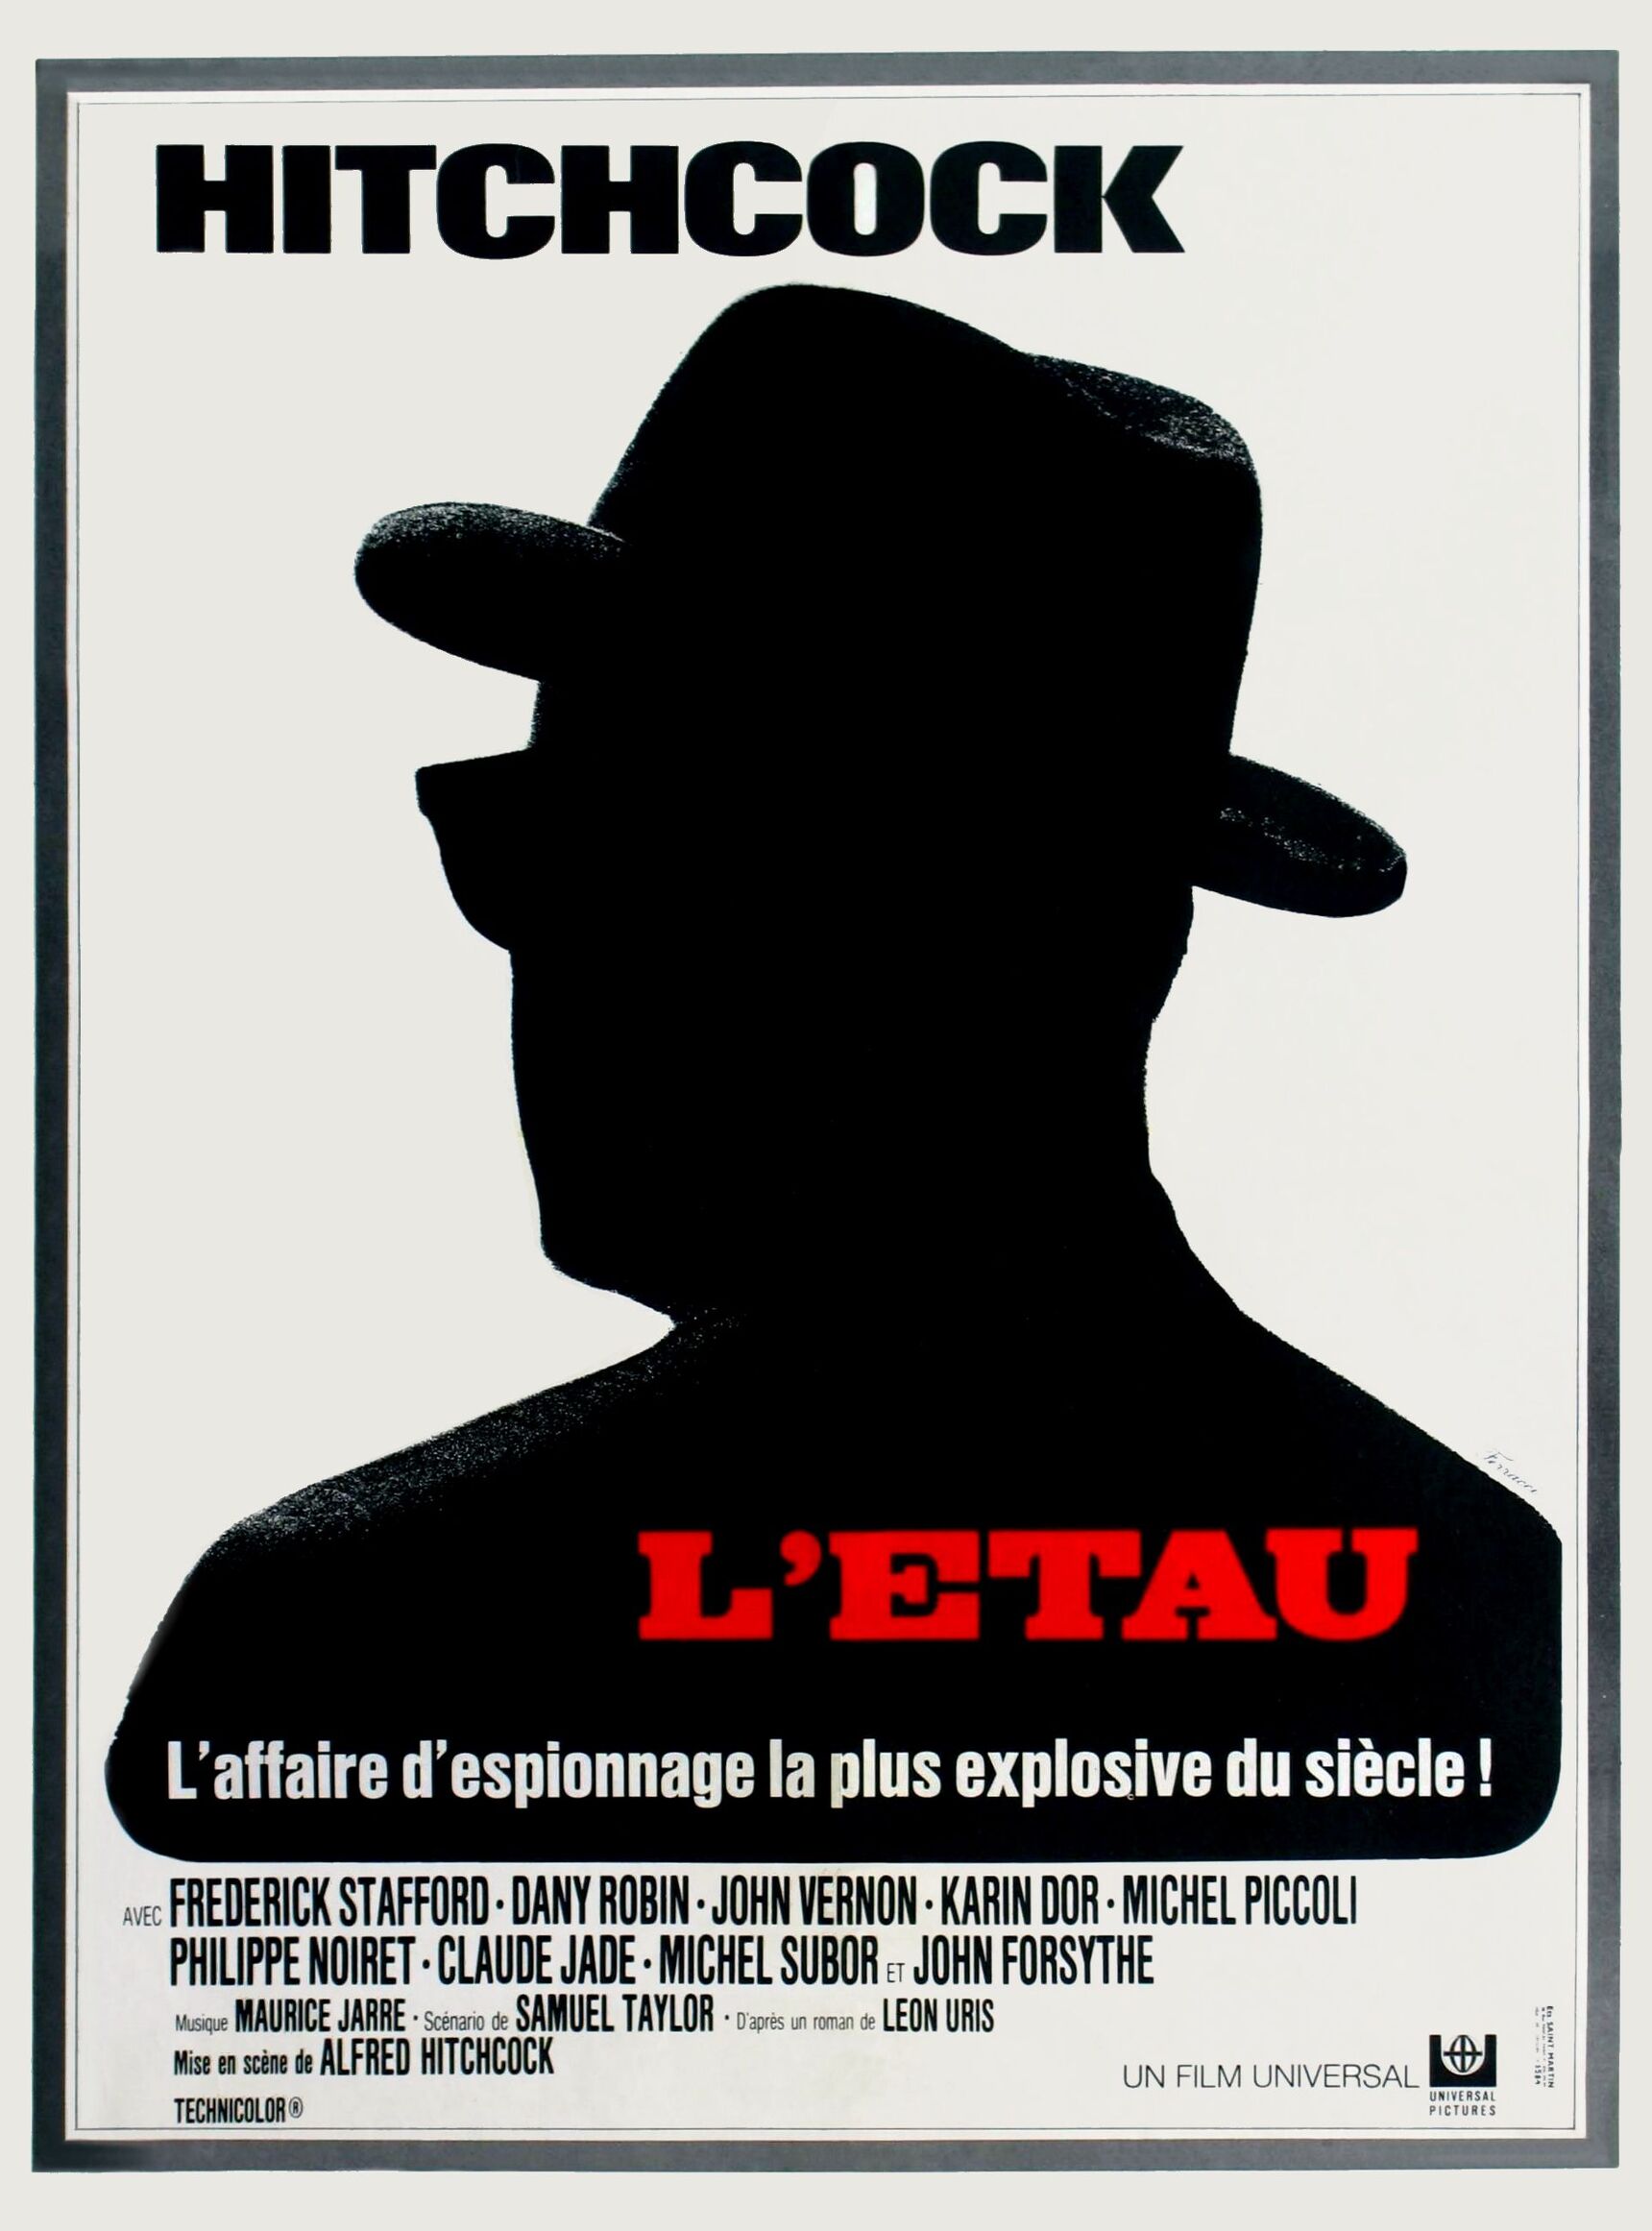 HITCHCOCK
Ferracci
L'ETAU
L'affaire d'espionnage la plus explosive du siècle !
AVEC FREDERICK STAFFORD · DANY ROBIN · JOHN VERNON · KARIN DOR · MICHEL PICCOLI
PHILIPPE NOIRET · CLAUDE JADE · MICHEL SUBOR ET JOHN FORSYTHE
Musique MAURICE JARRE · Scénario de SAMUEL TAYLOR · D'après un roman de LEON URIS
Mise en scène de ALFRED HITCHCOCK
TECHNICOLOR®
UN FILM UNIVERSAL
UNIVERSAL
PICTURES
SAINT-MARTIN